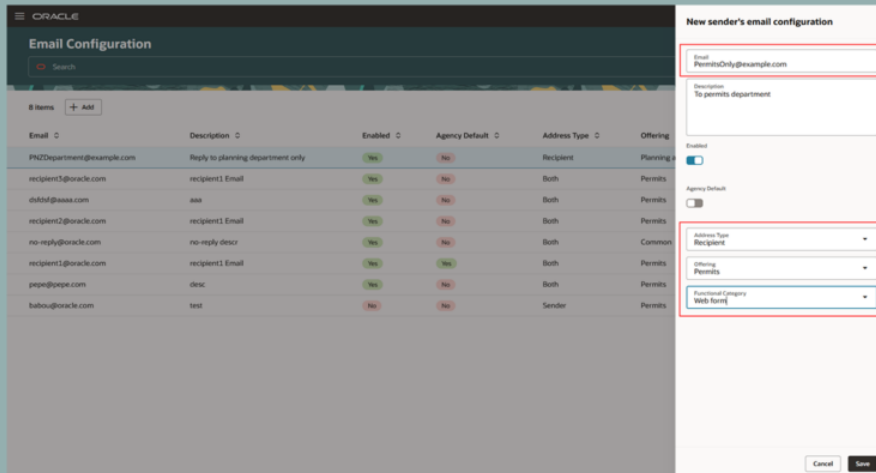 ORACLE
Email Configuration
Search
8 items
+ Add
Email Description Enabled Agency Default Address Type Offering
PNZDepartment@example.com Reply to planning department only Yes No Recipient Planning a
recipient3@oracle.com recipient1 Email Yes No Both Permits
dsfdsf@aaaa.com aaa Yes No Both Permits
recipient2@oracle.com recipient1 Email Yes No Both Permits
no-reply@oracle.com no-reply descr Yes No Both Common
recipient1@oracle.com recipient1 Email Yes Yes Both Permits
pepe@pepe.com desc Yes No Both Permits
babou@oracle.com test No No Sender Permits
New sender's email configuration
Email
PermitsOnly@example.com
Description
To permits department
Enabled
Agency Default
Address Type
Recipient
Offering
Permits
Functional Category
Web form
Cancel Save